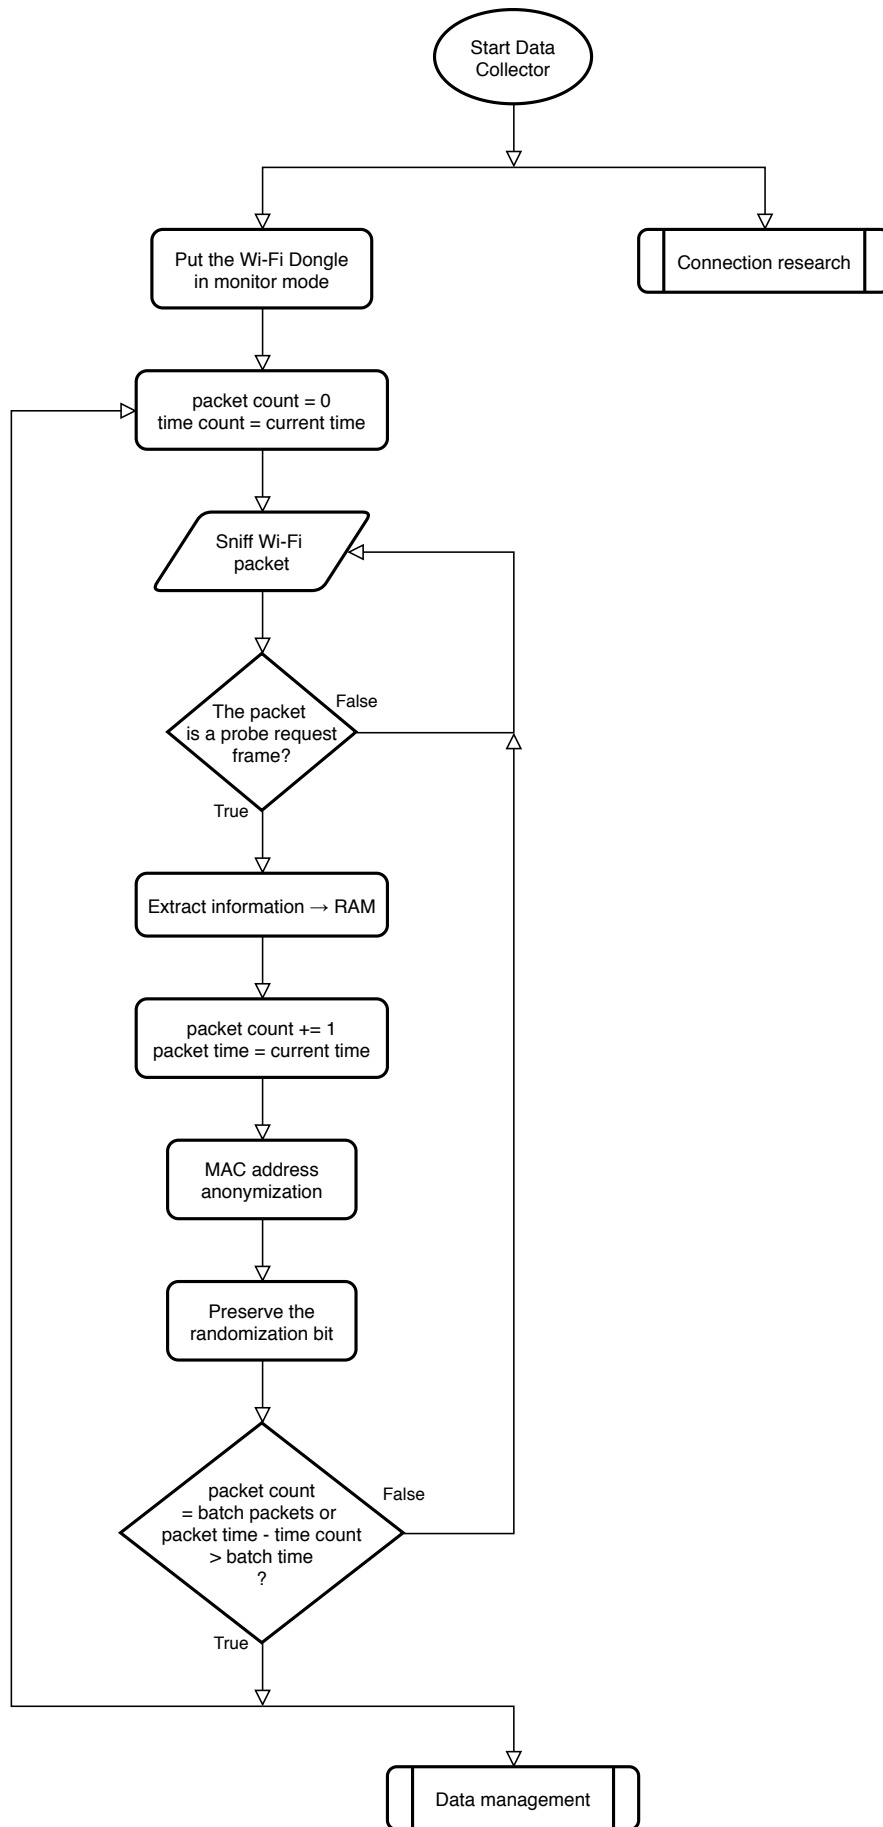 Start Data
Collector
Put the Wi-Fi Dongle
in monitor mode
Connection research
packet count = 0
time count = current time
Sniff Wi-Fi
packet
The packet
is a probe request
frame?
False
True
Extract information → RAM
packet count += 1
packet time = current time
MAC address
anonymization
Preserve the
randomization bit
packet count
= batch packets or
packet time - time count
> batch time
?
False
True
Data management